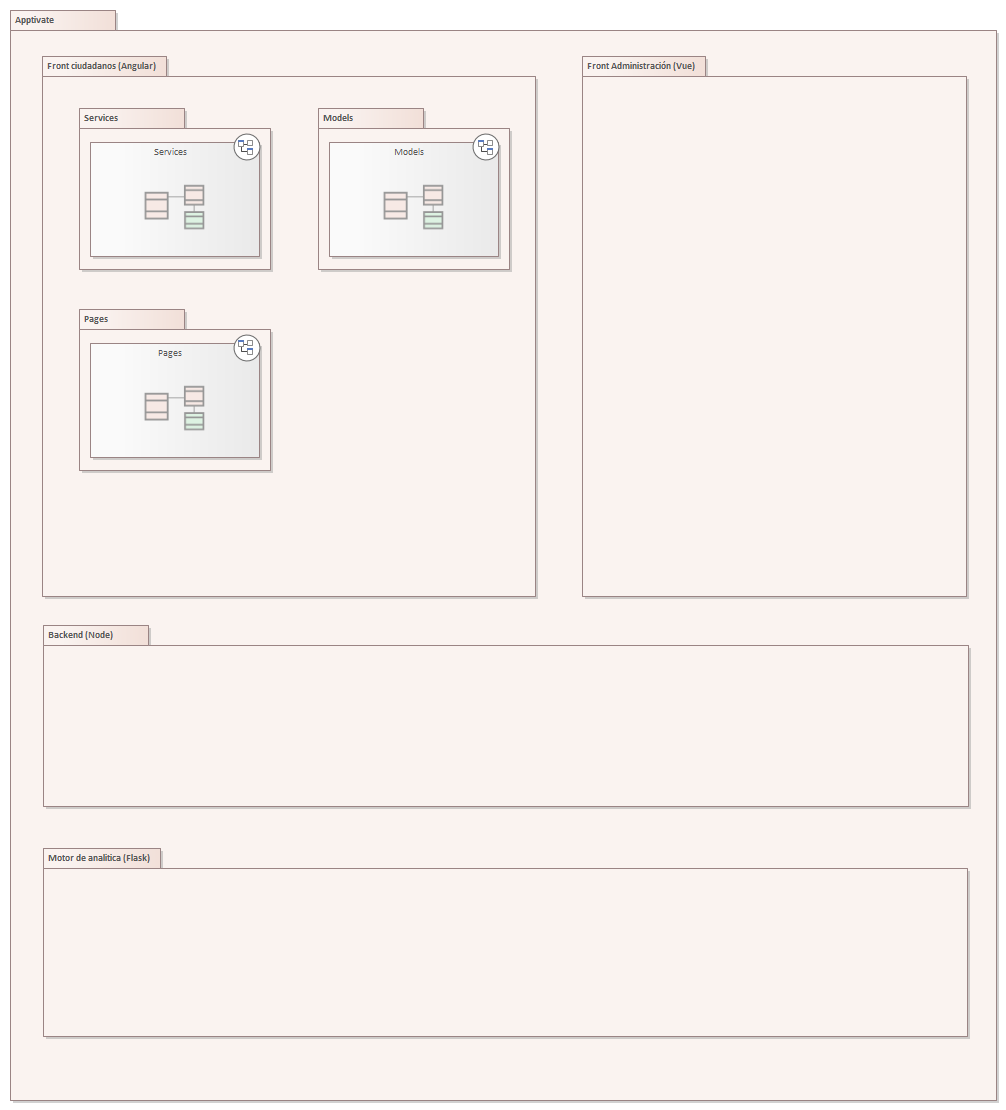 Apptivate
Front ciudadanos (Angular)
Front Administración (Vue)
Services
Models
Services
Models
Pages
Pages
Backend (Node)
Motor de analitica (Flask)